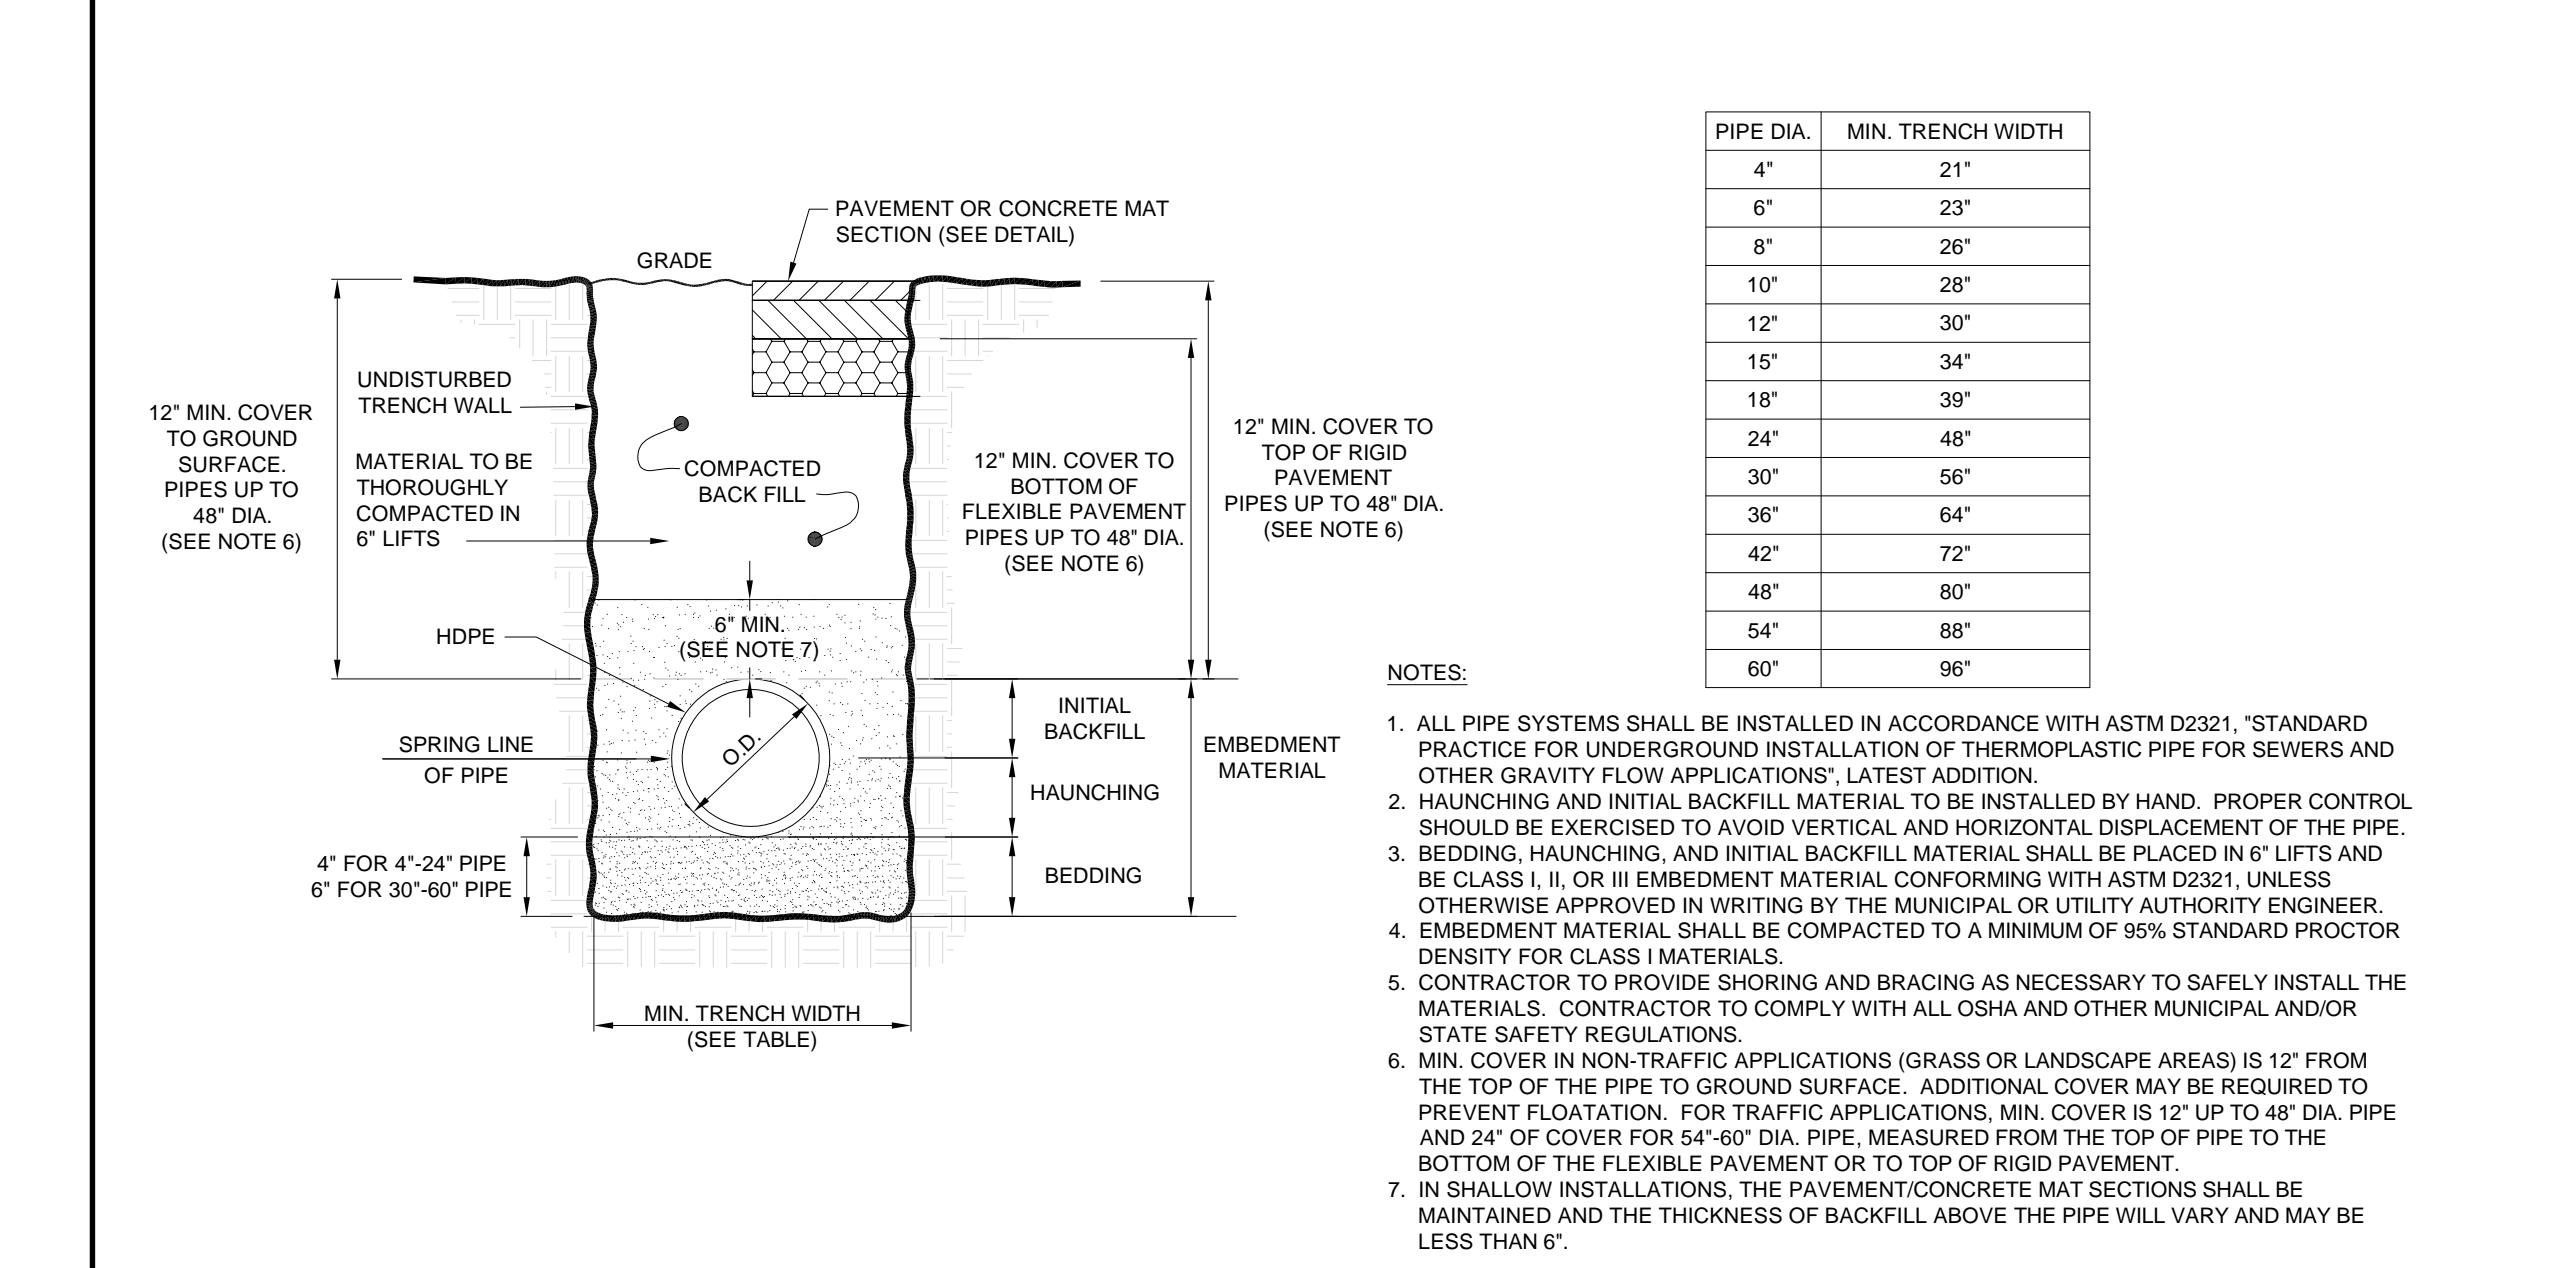 PAVEMENT OR CONCRETE MAT
SECTION (SEE DETAIL)
GRADE
UNDISTURBED
TRENCH WALL
12" MIN. COVER
TO GROUND
SURFACE.
PIPES UP TO
48" DIA.
(SEE NOTE 6)
MATERIAL TO BE
THOROUGHLY
COMPACTED IN
6" LIFTS
COMPACTED
BACK FILL
12" MIN. COVER TO
BOTTOM OF
FLEXIBLE PAVEMENT
PIPES UP TO 48" DIA.
(SEE NOTE 6)
12" MIN. COVER TO
TOP OF RIGID
PAVEMENT
PIPES UP TO 48" DIA.
(SEE NOTE 6)
6" MIN.
(SEE NOTE 7)
HDPE
INITIAL
BACKFILL
O.D.
SPRING LINE
OF PIPE
EMBEDMENT
MATERIAL
HAUNCHING
4" FOR 4"-24" PIPE
6" FOR 30"-60" PIPE
BEDDING
MIN. TRENCH WIDTH
(SEE TABLE)
PIPE DIA. MIN. TRENCH WIDTH
4" 21"
6" 23"
8" 26"
10" 28"
12" 30"
15" 34"
18" 39"
24" 48"
30" 56"
36" 64"
42" 72"
48" 80"
54" 88"
60" 96"
NOTES:
1. ALL PIPE SYSTEMS SHALL BE INSTALLED IN ACCORDANCE WITH ASTM D2321, "STANDARD
PRACTICE FOR UNDERGROUND INSTALLATION OF THERMOPLASTIC PIPE FOR SEWERS AND
OTHER GRAVITY FLOW APPLICATIONS", LATEST ADDITION.
2. HAUNCHING AND INITIAL BACKFILL MATERIAL TO BE INSTALLED BY HAND. PROPER CONTROL
SHOULD BE EXERCISED TO AVOID VERTICAL AND HORIZONTAL DISPLACEMENT OF THE PIPE.
3. BEDDING, HAUNCHING, AND INITIAL BACKFILL MATERIAL SHALL BE PLACED IN 6" LIFTS AND
BE CLASS I, II, OR III EMBEDMENT MATERIAL CONFORMING WITH ASTM D2321, UNLESS
OTHERWISE APPROVED IN WRITING BY THE MUNICIPAL OR UTILITY AUTHORITY ENGINEER.
4. EMBEDMENT MATERIAL SHALL BE COMPACTED TO A MINIMUM OF 95% STANDARD PROCTOR
DENSITY FOR CLASS I MATERIALS.
5. CONTRACTOR TO PROVIDE SHORING AND BRACING AS NECESSARY TO SAFELY INSTALL THE
MATERIALS. CONTRACTOR TO COMPLY WITH ALL OSHA AND OTHER MUNICIPAL AND/OR
STATE SAFETY REGULATIONS.
6. MIN. COVER IN NON-TRAFFIC APPLICATIONS (GRASS OR LANDSCAPE AREAS) IS 12" FROM
THE TOP OF THE PIPE TO GROUND SURFACE. ADDITIONAL COVER MAY BE REQUIRED TO
PREVENT FLOATATION. FOR TRAFFIC APPLICATIONS, MIN. COVER IS 12" UP TO 48" DIA. PIPE
AND 24" OF COVER FOR 54"-60" DIA. PIPE, MEASURED FROM THE TOP OF PIPE TO THE
BOTTOM OF THE FLEXIBLE PAVEMENT OR TO TOP OF RIGID PAVEMENT.
7. IN SHALLOW INSTALLATIONS, THE PAVEMENT/CONCRETE MAT SECTIONS SHALL BE
MAINTAINED AND THE THICKNESS OF BACKFILL ABOVE THE PIPE WILL VARY AND MAY BE
LESS THAN 6".